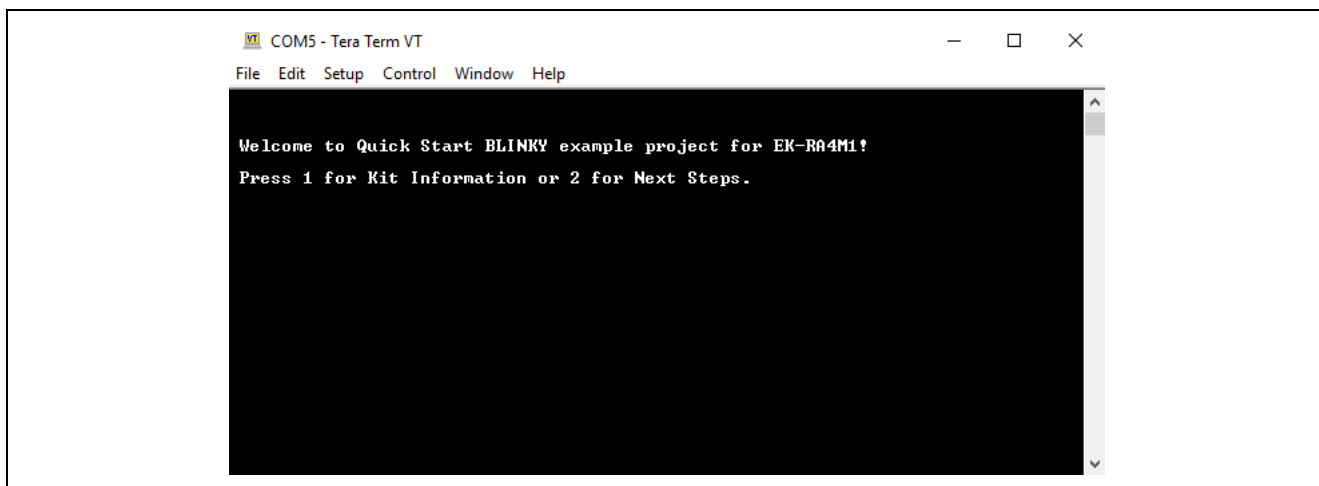 COM5 - Tera Term VT
File Edit Setup Control Window Help
Welcome to Quick Start BLINKY example project for EK-RA4M1!
Press 1 for Kit Information or 2 for Next Steps.